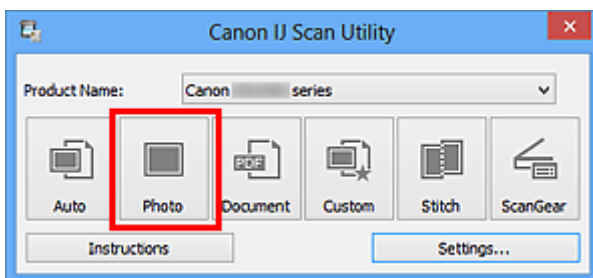 Canon IJ Scan Utility
Product Name: Canon series
PDF
Auto Photo Document Custom Stitch ScanGear
Instructions Settings...